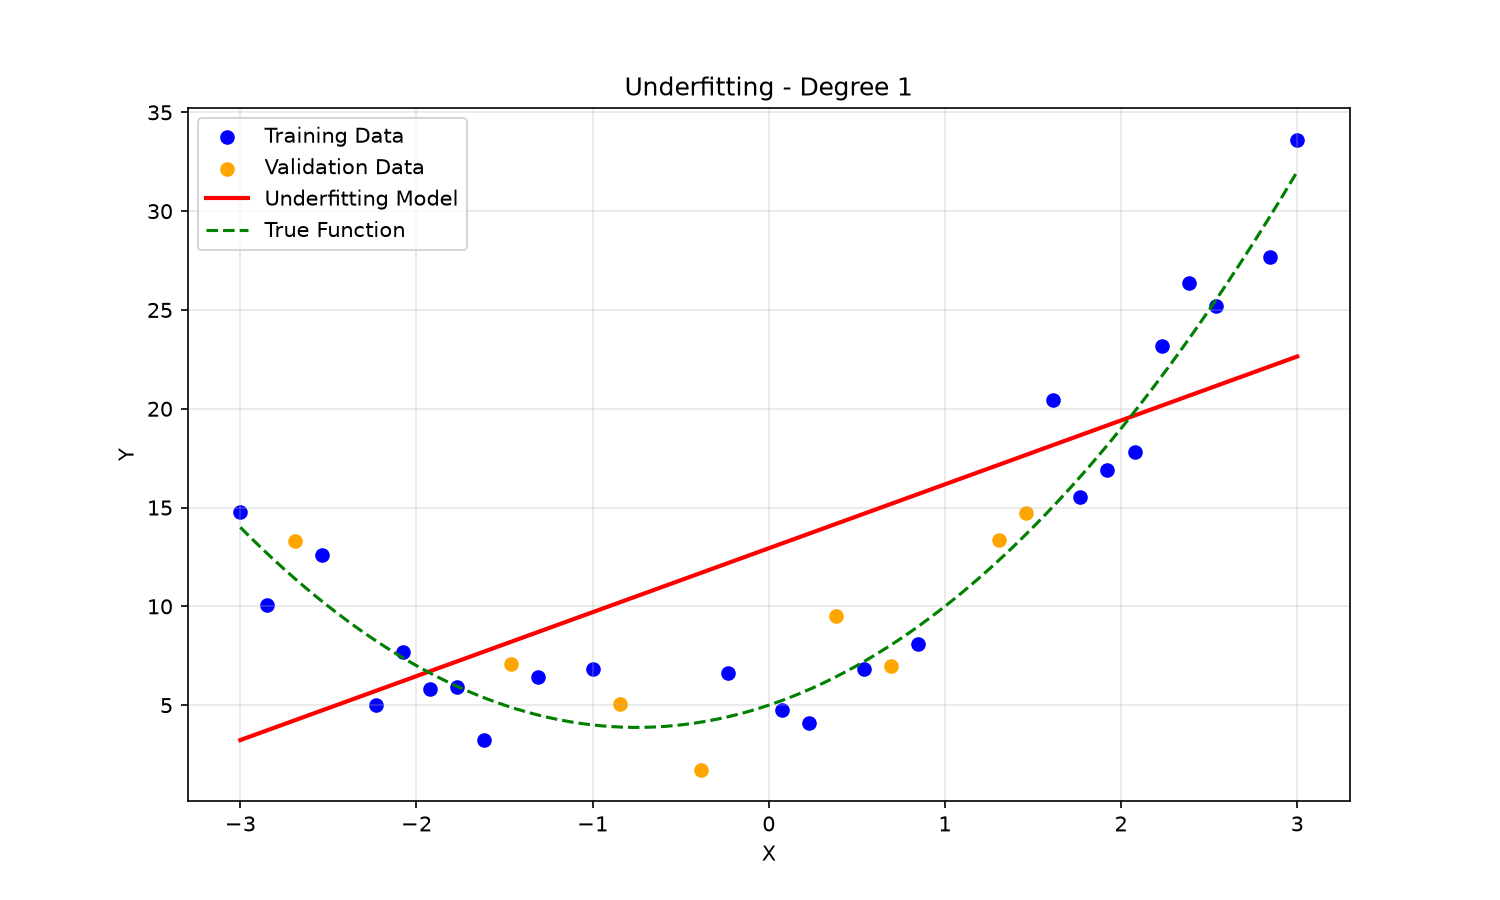 Underfitting - Degree 1
Training Data
Validation Data
Underfitting Model
True Function
35
30
25
20
15
10
5
Y
−3 −2 −1 0 1 2 3
X